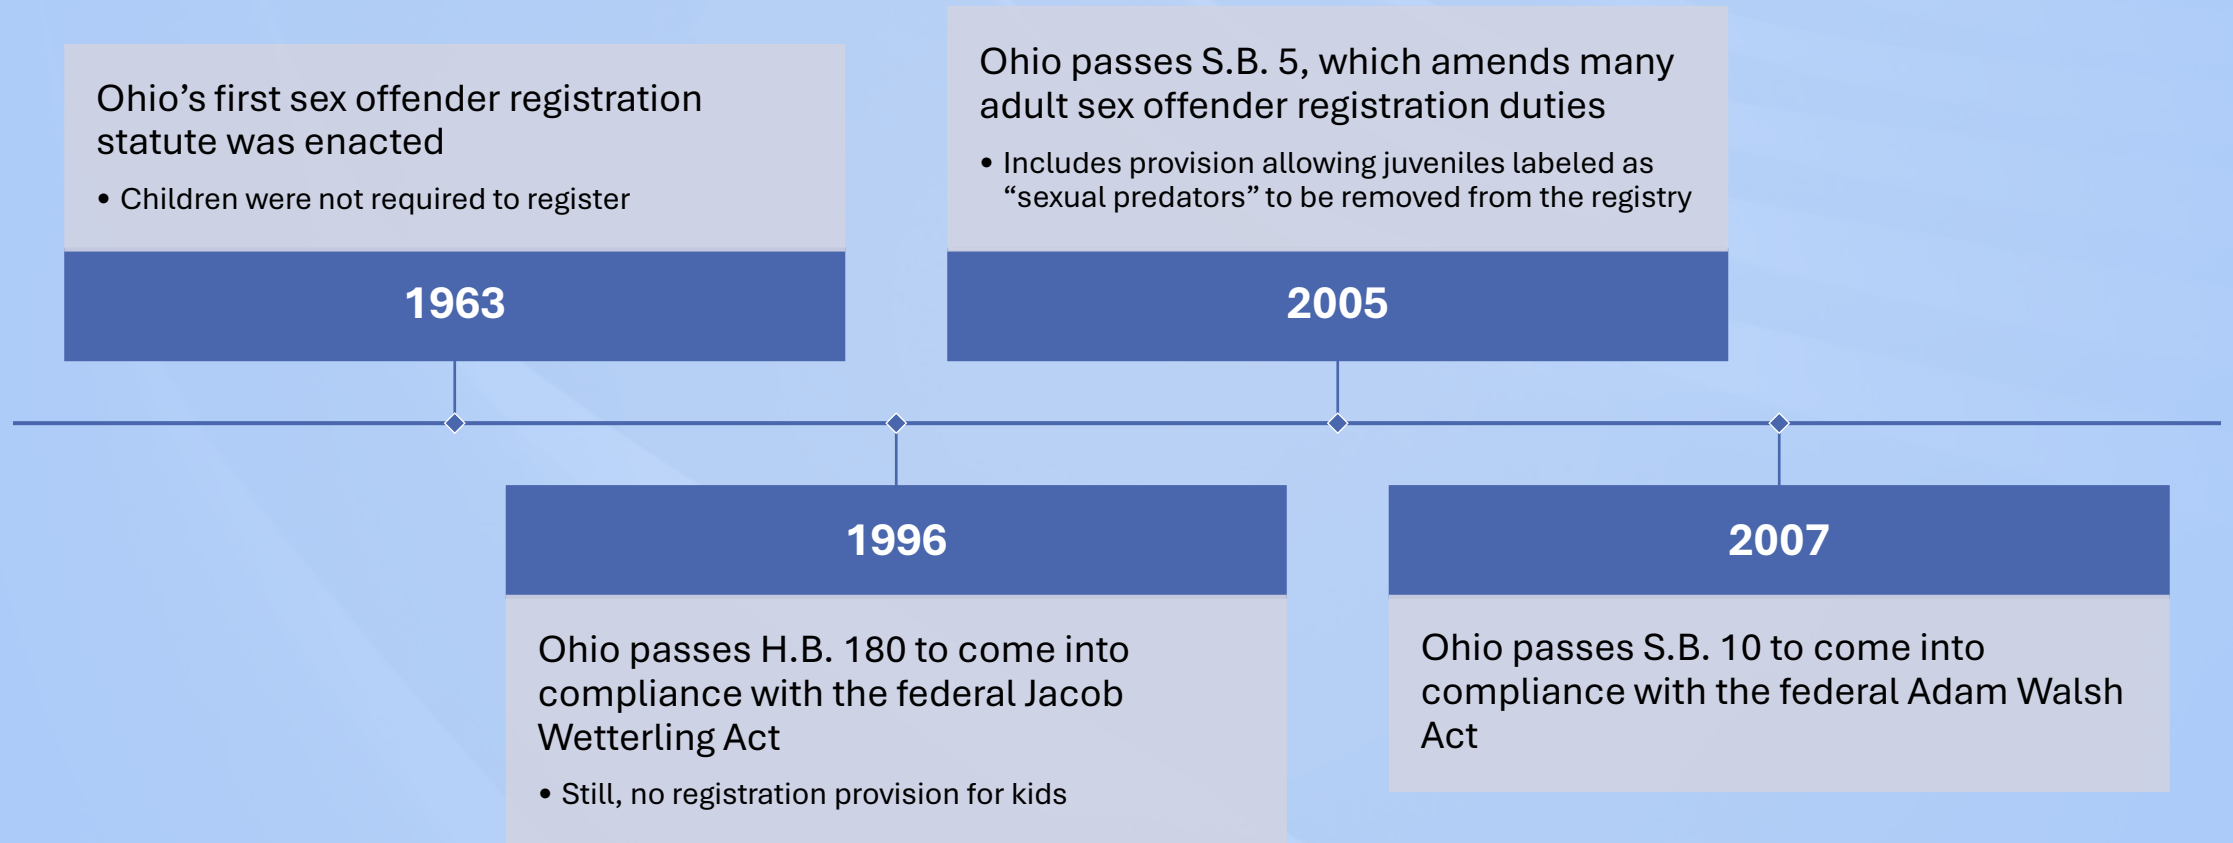 Ohio’s first sex offender registration
statute was enacted
• Children were not required to register
1963
1996
Ohio passes H.B. 180 to come into
compliance with the federal Jacob
Wetterling Act
• Still, no registration provision for kids
Ohio passes S.B. 5, which amends many
adult sex offender registration duties
• Includes provision allowing juveniles labeled as
“sexual predators” to be removed from the registry
2005
2007
Ohio passes S.B. 10 to come into
compliance with the federal Adam Walsh
Act